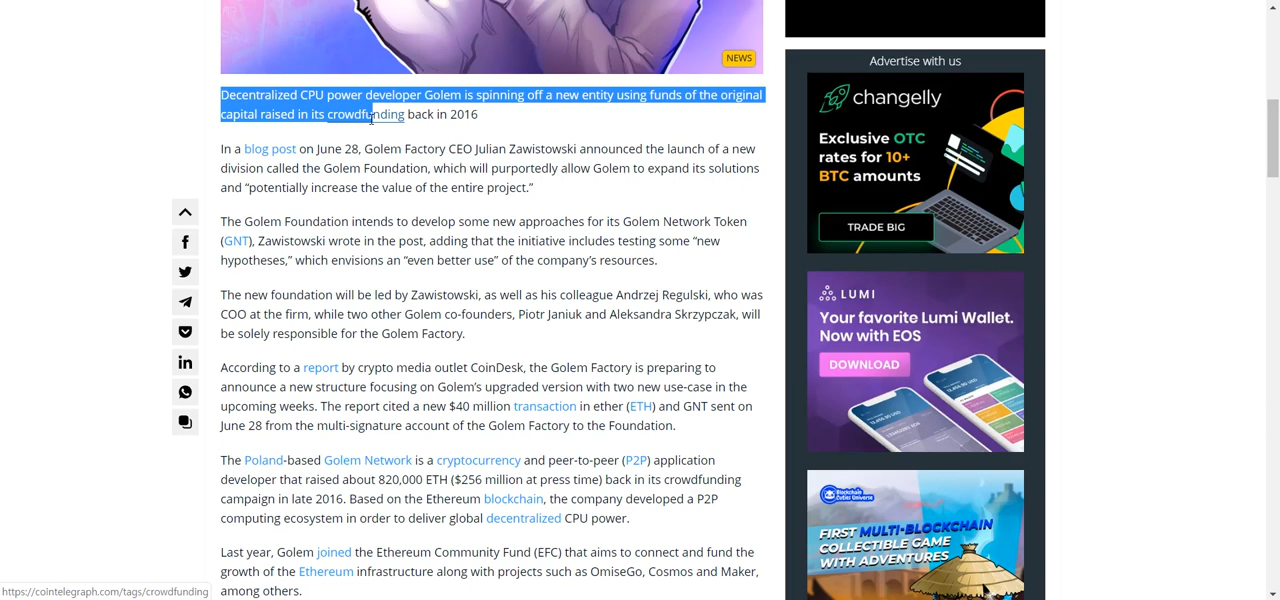 NEWS
Decentralized CPU power developer Golem is spinning off a new entity using funds of the original
capital raised in its crowdfunding back in 2016
In a blog post on June 28, Golem Factory CEO Julian Zawistowski announced the launch of a new
division called the Golem Foundation, which will purportedly allow Golem to expand its solutions
and “potentially increase the value of the entire project.”
The Golem Foundation intends to develop some new approaches for its Golem Network Token
(GNT), Zawistowski wrote in the post, adding that the initiative includes testing some “new
hypotheses,” which envisions an “even better use” of the company’s resources.
The new foundation will be led by Zawistowski, as well as his colleague Andrzej Regulski, who was
COO at the firm, while two other Golem co-founders, Piotr Janiuk and Aleksandra Skrzypczak, will
be solely responsible for the Golem Factory.
According to a report by crypto media outlet CoinDesk, the Golem Factory is preparing to
announce a new structure focusing on Golem’s upgraded version with two new use-case in the
upcoming weeks. The report cited a new $40 million transaction in ether (ETH) and GNT sent on
June 28 from the multi-signature account of the Golem Factory to the Foundation.
The Poland-based Golem Network is a cryptocurrency and peer-to-peer (P2P) application
developer that raised about 820,000 ETH ($256 million at press time) back in its crowdfunding
campaign in late 2016. Based on the Ethereum blockchain, the company developed a P2P
computing ecosystem in order to deliver global decentralized CPU power.
Last year, Golem joined the Ethereum Community Fund (EFC) that aims to connect and fund the
growth of the Ethereum infrastructure along with projects such as OmiseGo, Cosmos and Maker,
among others.
https://cointelegraph.com/tags/crowdfunding
Advertise with us
changelly
Exclusive OTC
rates for 10+
BTC amounts
TRADE BIG
LUMI
Your favorite Lumi Wallet.
Now with EOS
DOWNLOAD
Blockchain
Cuties Universe
FIRST MULTI-BLOCKCHAIN
COLLECTIBLE GAME
WITH ADVENTURES